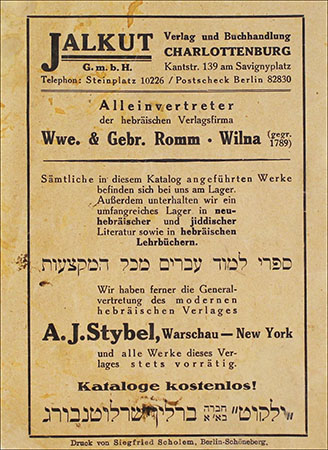 JALKUT
G.m.b.H.
Verlag und Buchhandlung
CHARLOTTENBURG
Kantstr. 139 am Savignyplatz
Telephon: Steinplatz 10226 / Postscheck Berlin 82830
Alleinvertreter
der hebräischen Verlagsfirma
Wwe. & Gebr. Romm · Wilna (gegr. 1789)
Sämtliche in diesem Katalog angeführten Werke
befinden sich bei uns am Lager.
Außerdem unterhalten wir ein
umfangreiches Lager in neu-
hebräischer und jiddischer
Literatur sowie in hebräischen
Lehrbüchern.
ספרי למוד עברים מכל המקצעות
Wir haben ferner die General-
vertretung des modernen
hebräischen Verlages
A.J.Stybel, Warschau — New York
und alle Werke dieses Ver-
lages stets vorrätig.
Kataloge kostenlos!
"ילקוט" חברה בא"א ברלין-שרלוטנבורג
Druck von Siegfried Scholem, Berlin-Schöneberg.